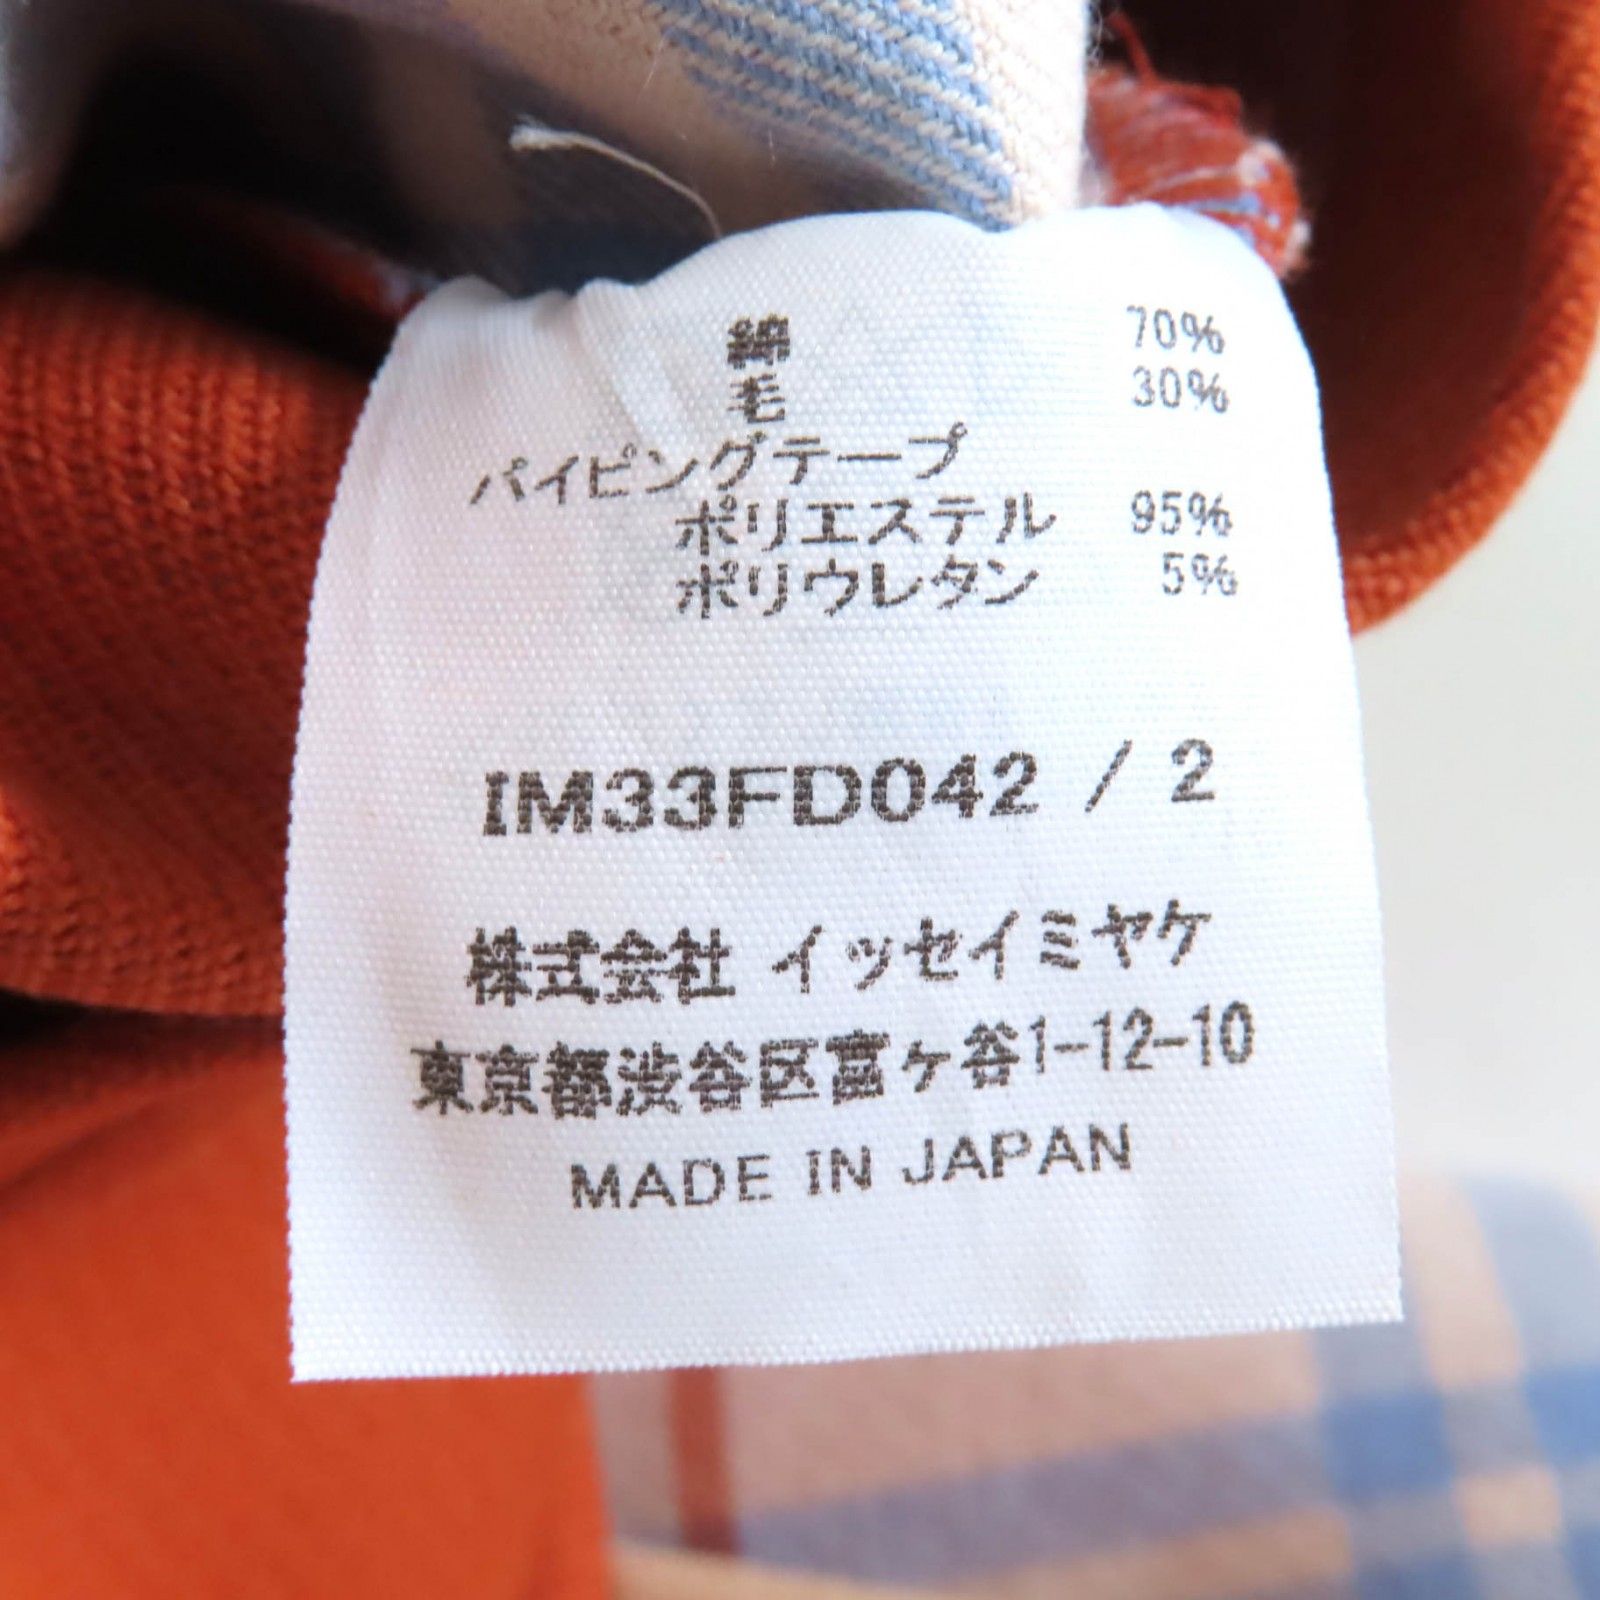 綿 70%
毛 30%
パイピングテープ
ポリエステル 95%
ポリウレタン 5%
IM33FD042 / 2
株式会社 イッセイミヤケ
東京都渋谷区富ヶ谷1-12-10
MADE IN JAPAN